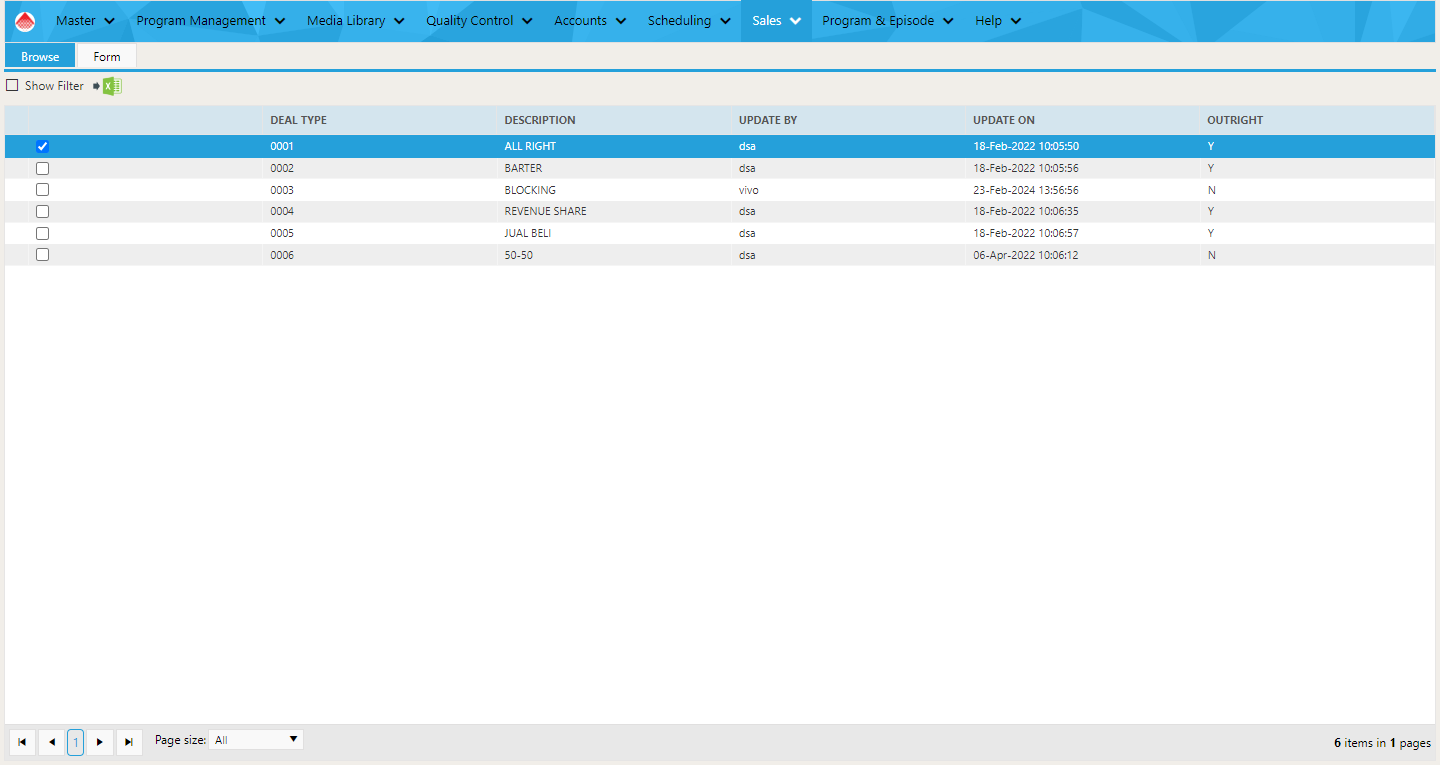 Master Program Management Media Library Quality Control Accounts Scheduling Sales Program & Episode Help
Browse Form
Show Filter
DEAL TYPE DESCRIPTION UPDATE BY UPDATE ON OUTRIGHT
0001 ALL RIGHT dsa 18-Feb-2022 10:05:50 Y
0002 BARTER dsa 18-Feb-2022 10:05:56 Y
0003 BLOCKING vivo 23-Feb-2024 13:56:56 N
0004 REVENUE SHARE dsa 18-Feb-2022 10:06:35 Y
0005 JUAL BELI dsa 18-Feb-2022 10:06:57 Y
0006 50-50 dsa 06-Apr-2022 10:06:12 N
1 Page size: All 6 items in 1 pages